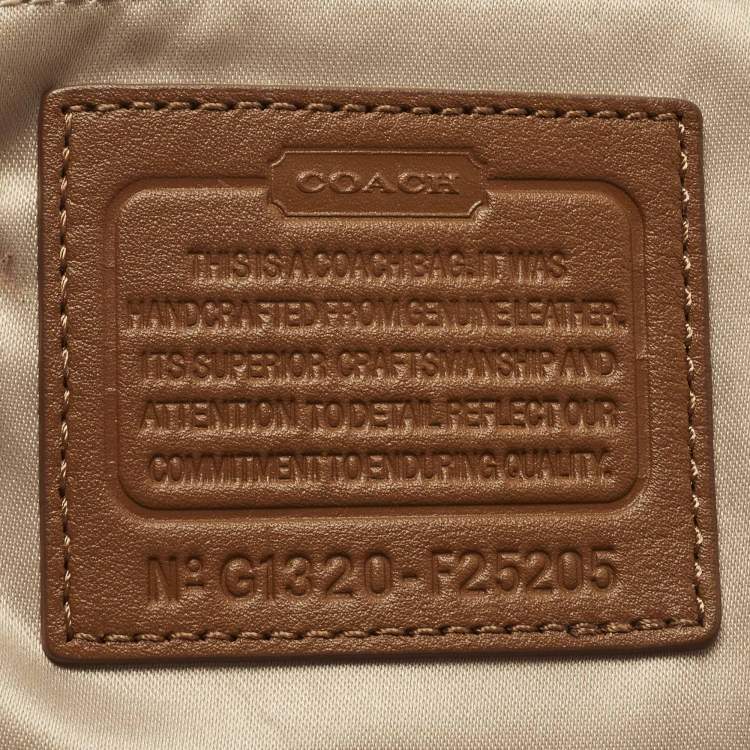 COACH
THIS IS A COACH BAG. IT WAS
HANDCRAFTED FROM GENUINE LEATHER.
ITS SUPERIOR CRAFTSMANSHIP AND
ATTENTION TO DETAIL REFLECT OUR
COMMITMENT TO ENDURING QUALITY.
Nº G1320-F25205